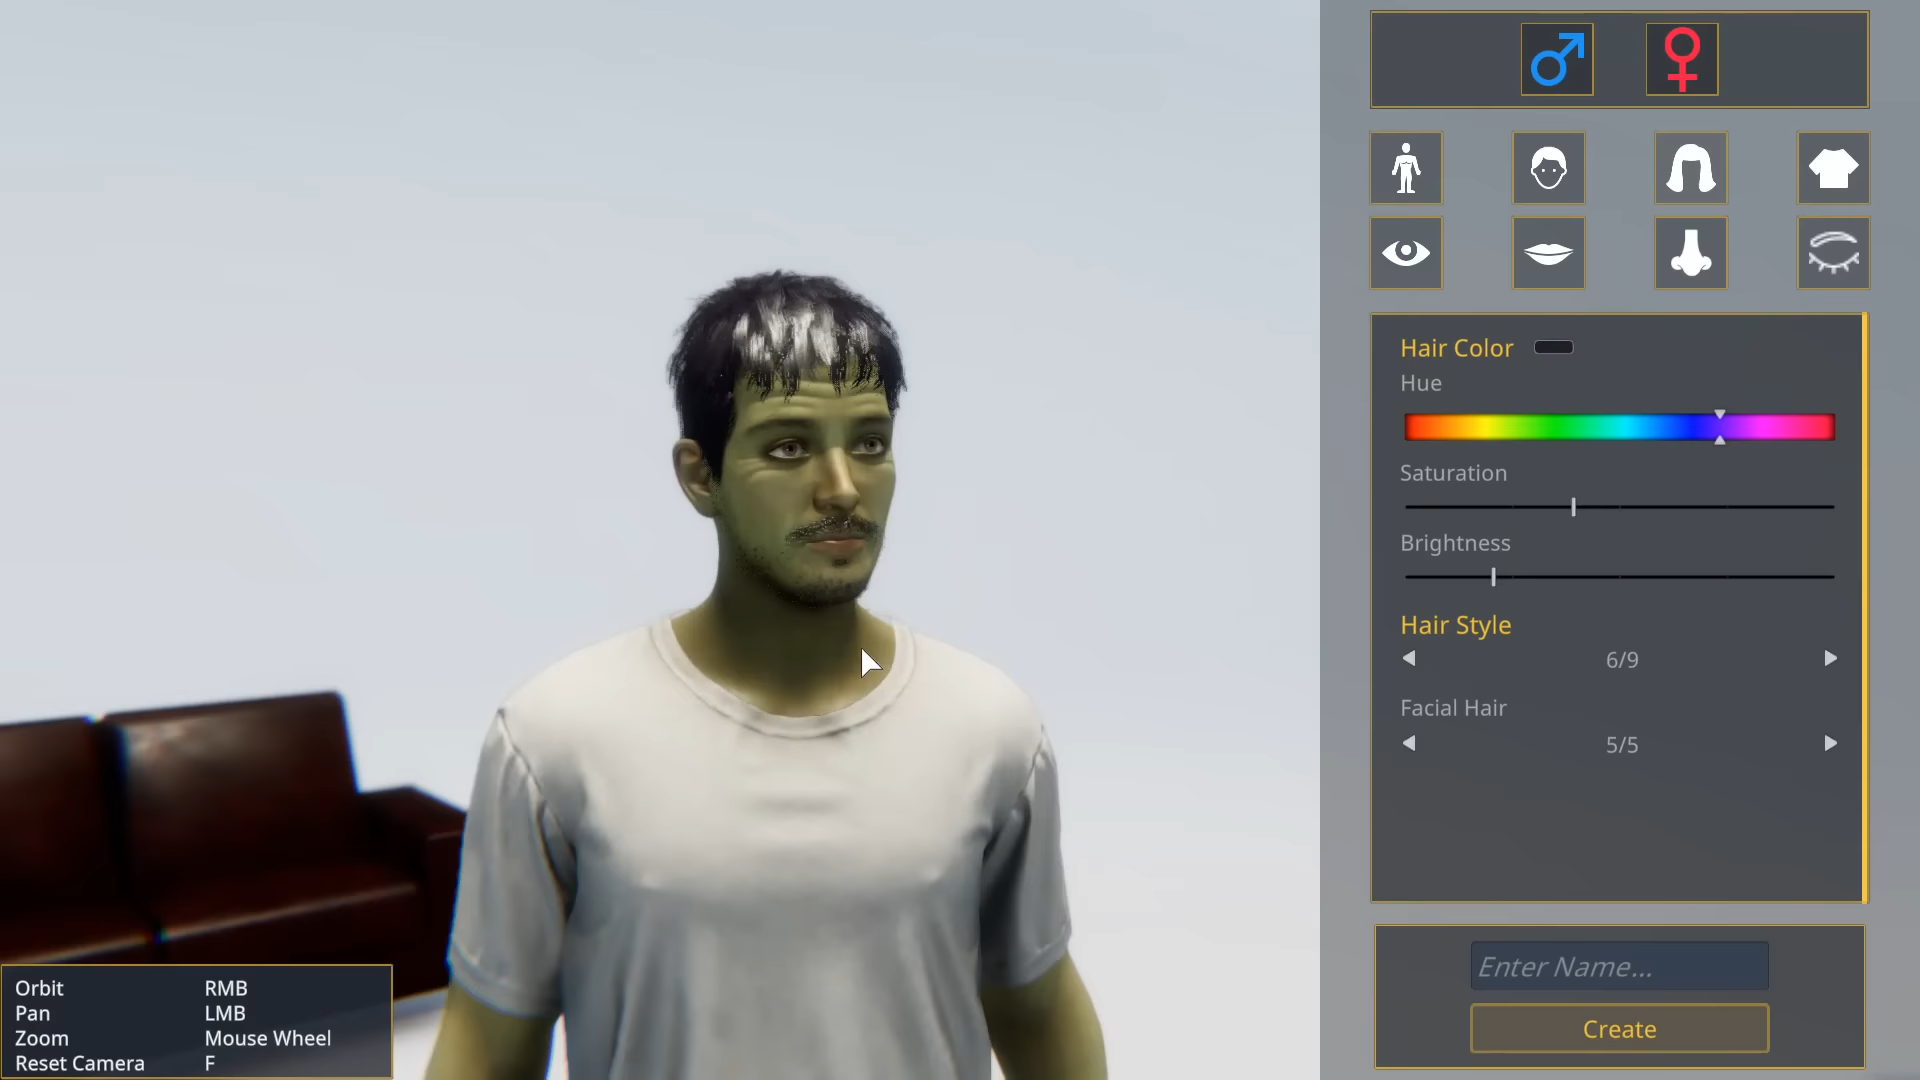 Hair Color
Hue
Saturation
Brightness
Hair Style
6/9
Facial Hair
5/5
Enter Name...
Create
Orbit RMB
Pan LMB
Zoom Mouse Wheel
Reset Camera F